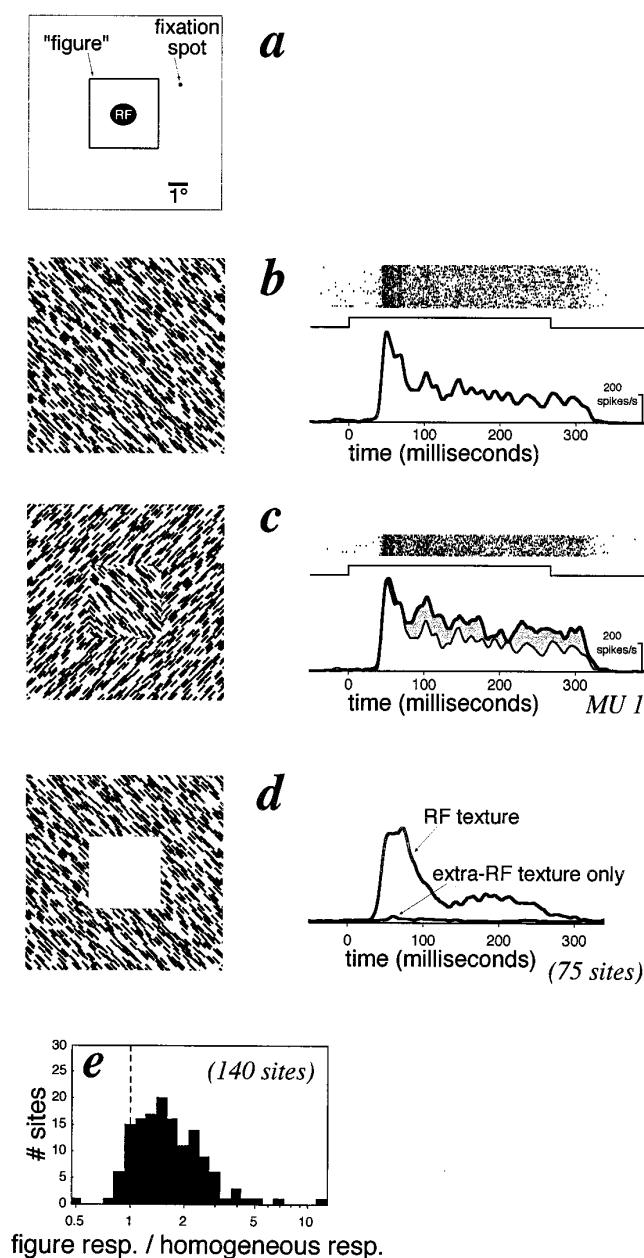 a
"figure"
fixation
spot
RF
1°
b
200
spikes/s
0 100 200 300
time (milliseconds)
c
200
spikes/s
0 100 200 300
time (milliseconds)
MU 1
d
RF texture
extra-RF texture only
0 100 200 300
time (milliseconds)
(75 sites)
e
(140 sites)
30
25
20
15
10
5
0
# sites
0.5 1 2 5 10
figure resp. / homogeneous resp.